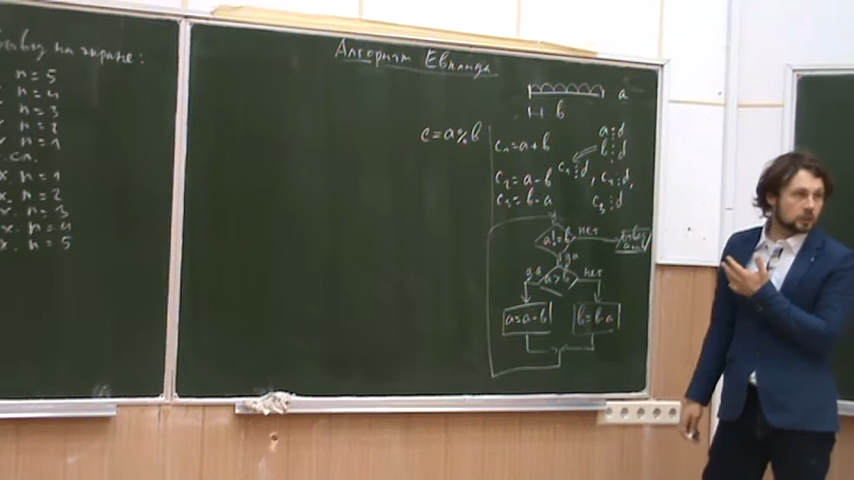 на экране:
n=5
n=4
n=3
n=2
n=1
n=1
n=2
n=3
n=4
n=5
Алгоритм Евклида
a
b
c=a%b
c₁=a+b
a⋮d
b⋮d
c₁⋮d, c₂⋮d,
c₂=a-b
c₃=b-a
c₃⋮d
a!=b
нет
да
да
a>b
нет
a=a-b
b=b-a